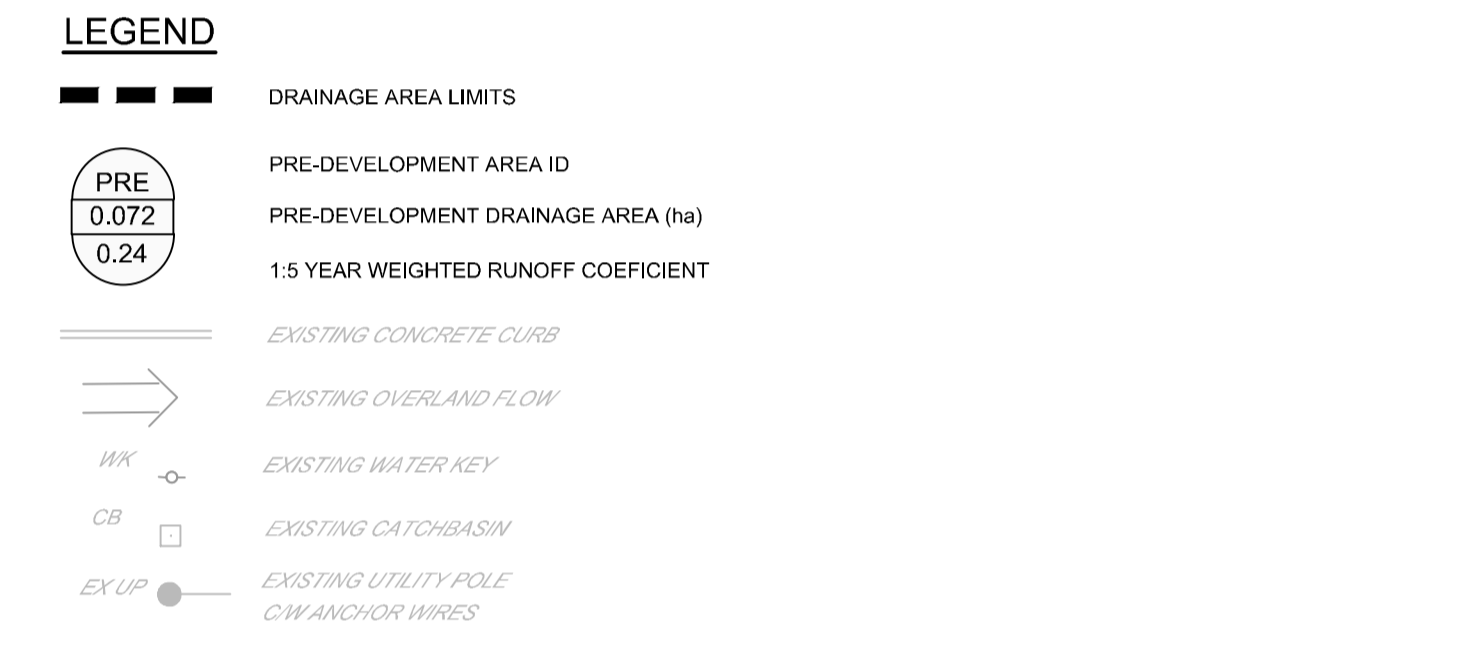 LEGEND
DRAINAGE AREA LIMITS
PRE
PRE-DEVELOPMENT AREA ID
0.072
PRE-DEVELOPMENT DRAINAGE AREA (ha)
0.24
1:5 YEAR WEIGHTED RUNOFF COEFICIENT
EXISTING CONCRETE CURB
EXISTING OVERLAND FLOW
WK
EXISTING WATER KEY
CB
EXISTING CATCHBASIN
EX UP
EXISTING UTILITY POLE
C/W ANCHOR WIRES